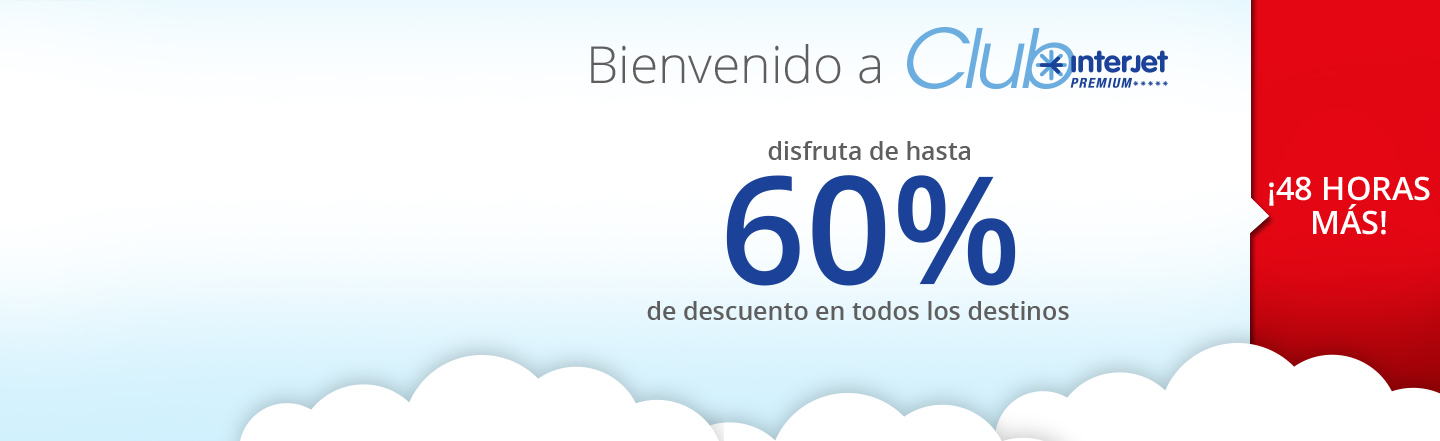 Bienvenido a Club interjet
PREMIUM
disfruta de hasta
60%
de descuento en todos los destinos
¡48 HORAS
MÁS!